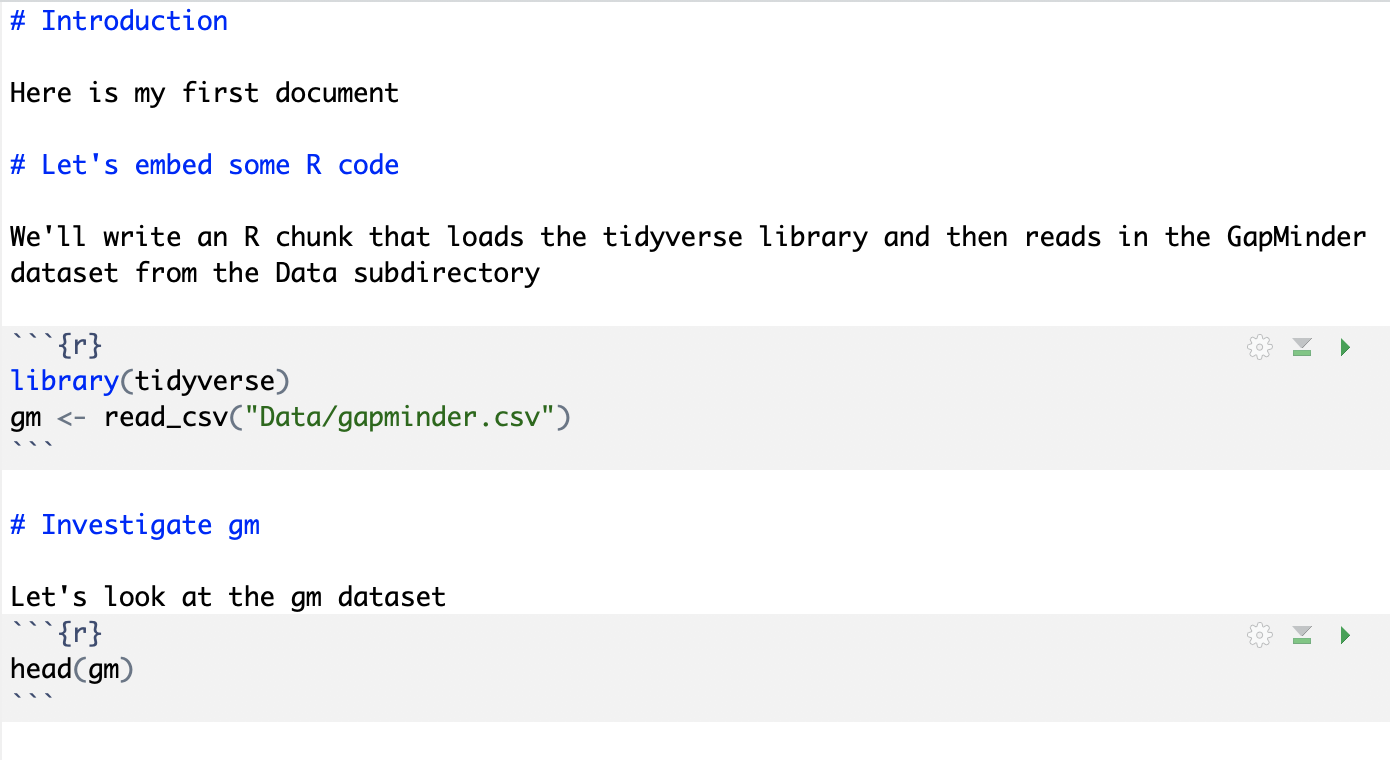 # Introduction
Here is my first document
# Let's embed some R code
We'll write an R chunk that loads the tidyverse library and then reads in the GapMinder
dataset from the Data subdirectory
```{r}
library(tidyverse)
gm <- read_csv("Data/gapminder.csv")
```
# Investigate gm
Let's look at the gm dataset
```{r}
head(gm)
```